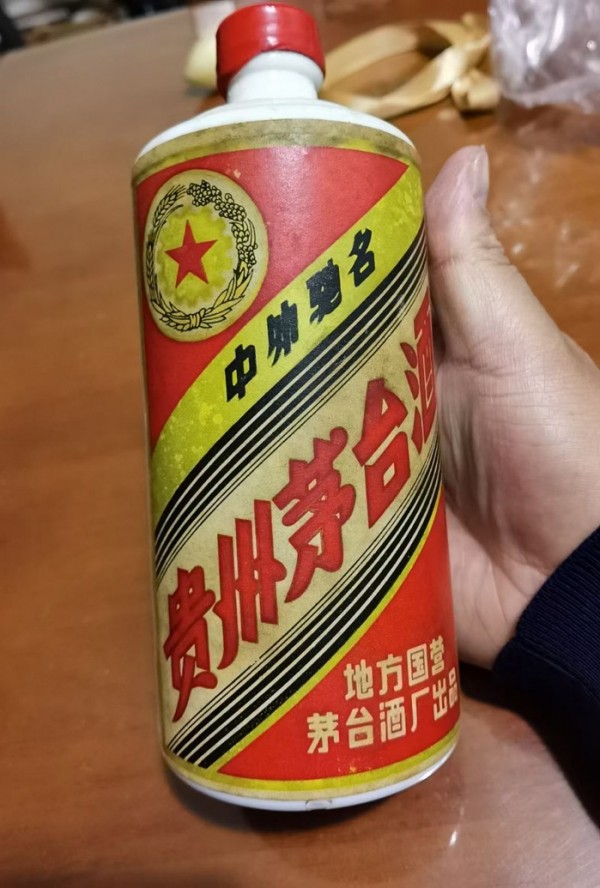 中外驰名
贵州茅台酒
地方国营
茅台酒厂出品